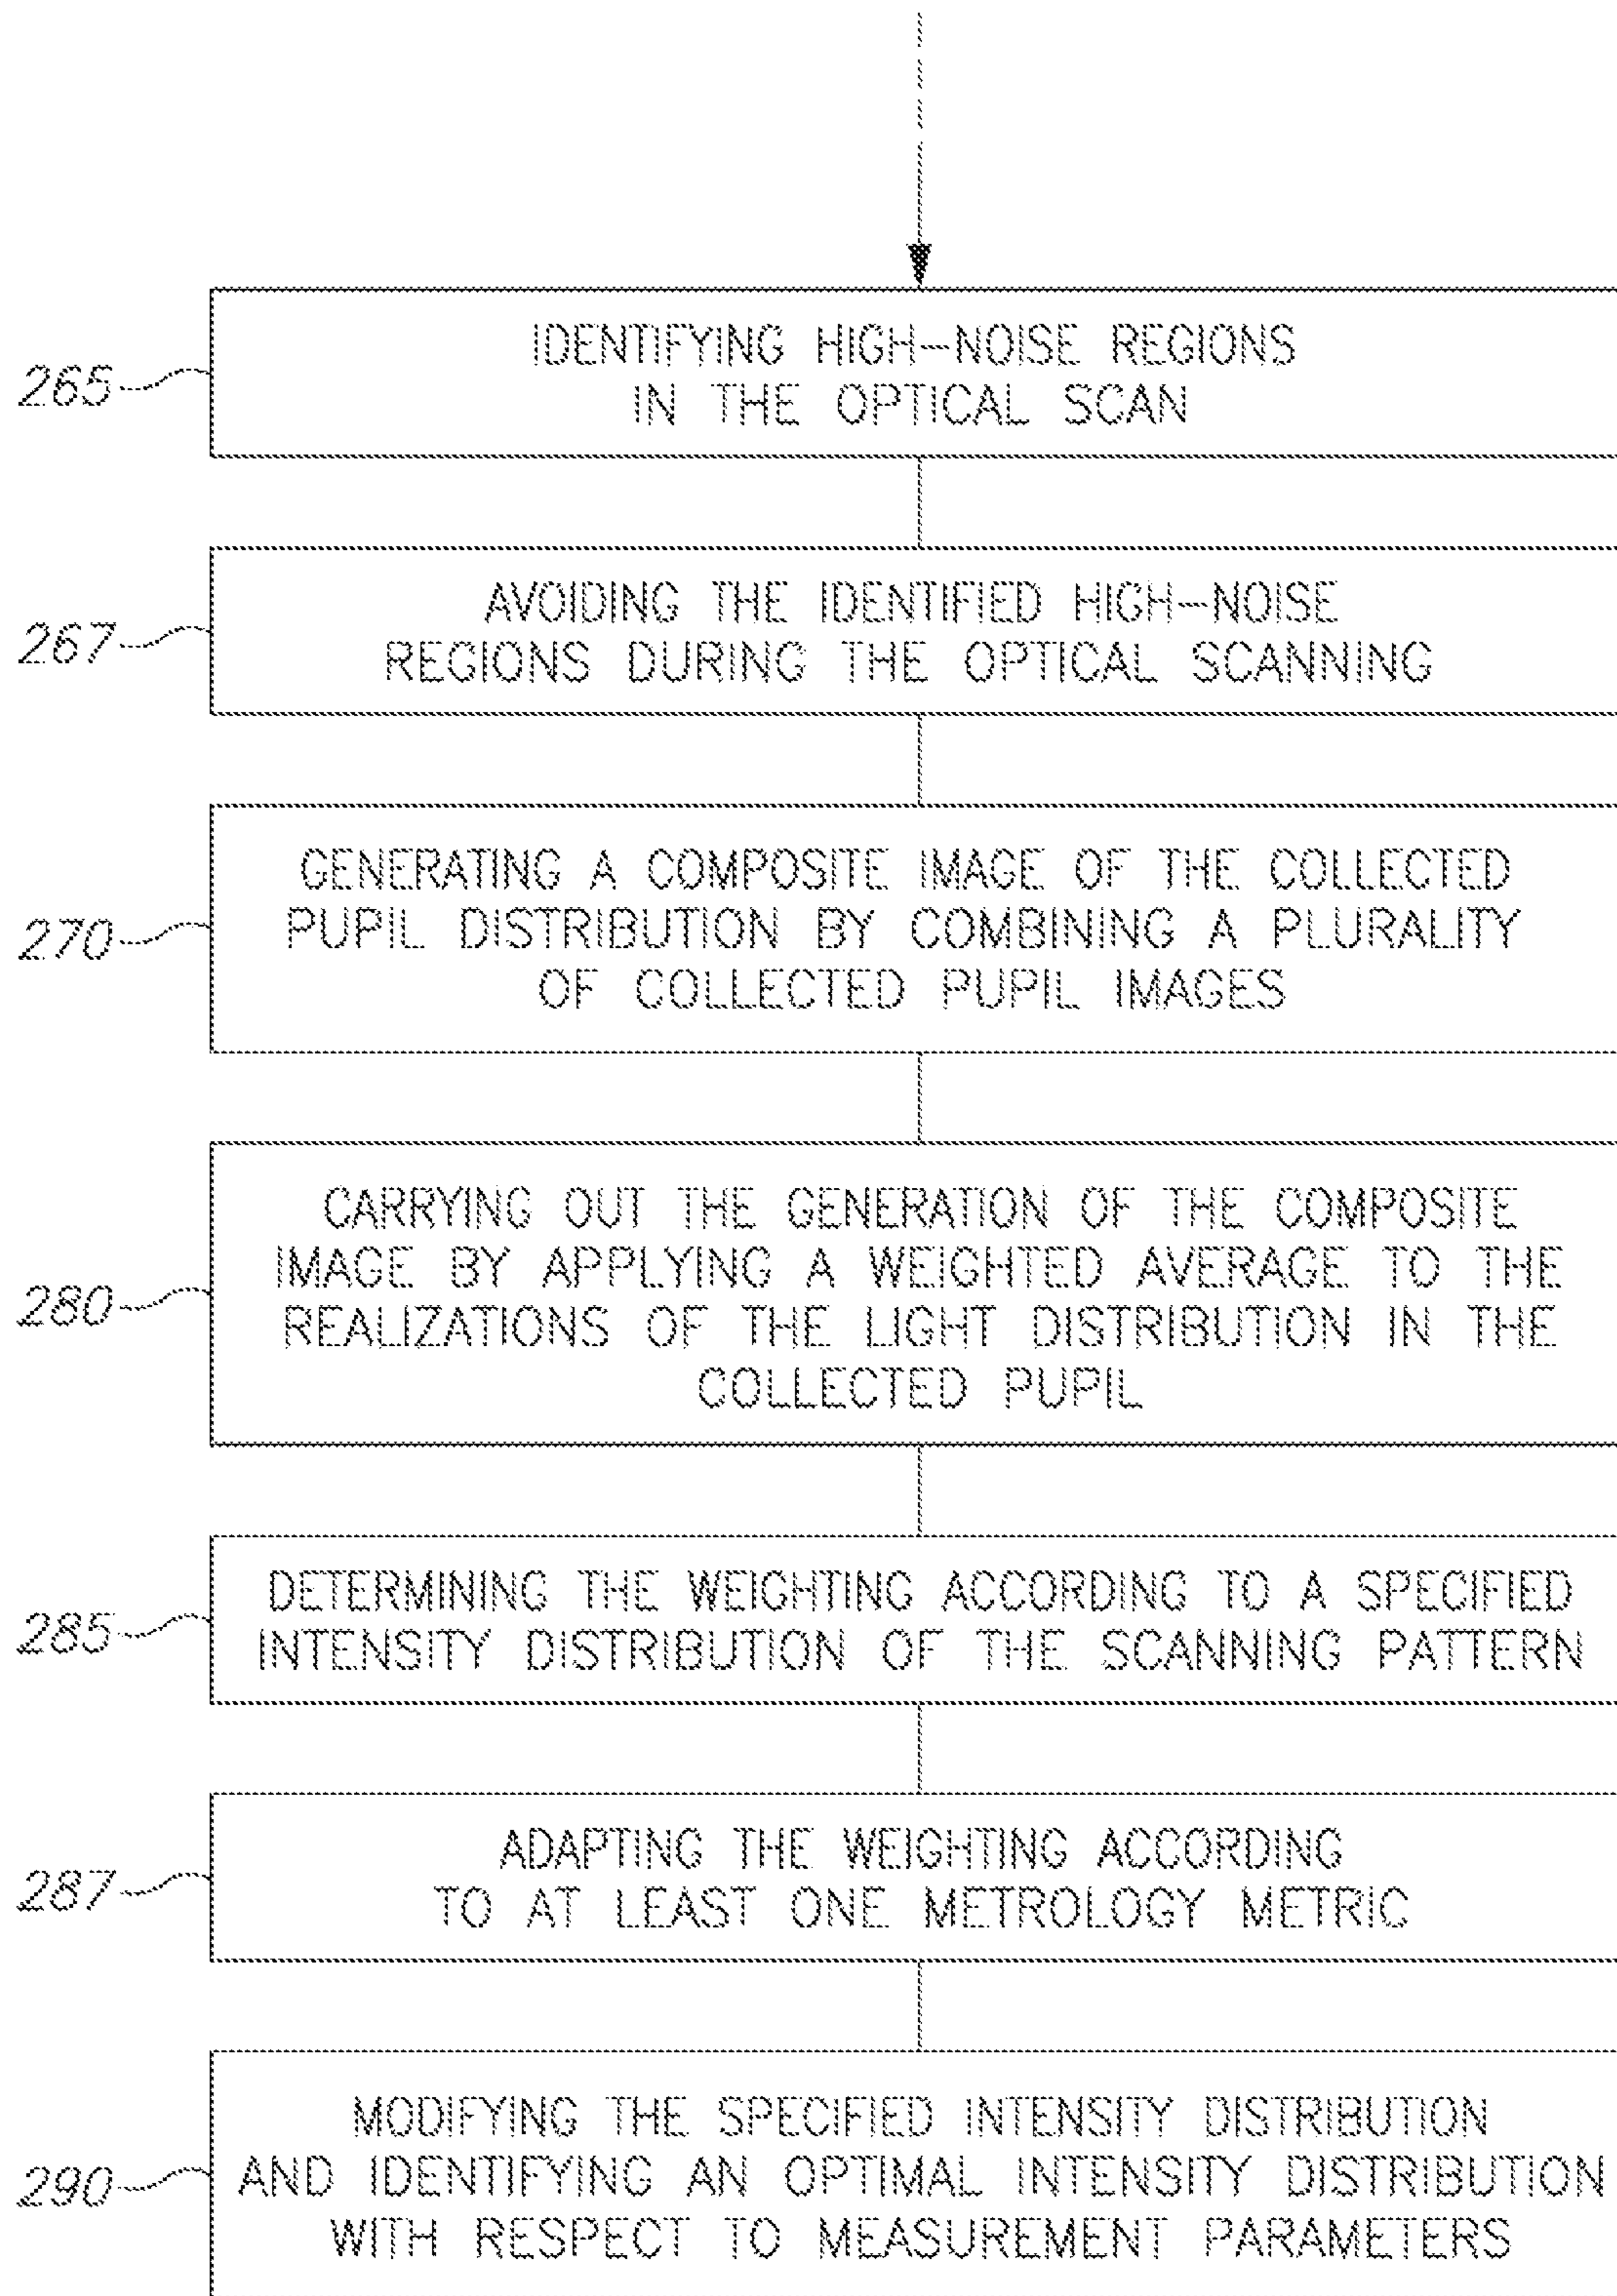 265
IDENTIFYING HIGH-NOISE REGIONS
IN THE OPTICAL SCAN
267
AVOIDING THE IDENTIFIED HIGH-NOISE
REGIONS DURING THE OPTICAL SCANNING
270
GENERATING A COMPOSITE IMAGE OF THE COLLECTED
PUPIL DISTRIBUTION BY COMBINING A PLURALITY
OF COLLECTED PUPIL IMAGES
280
CARRYING OUT THE GENERATION OF THE COMPOSITE
IMAGE BY APPLYING A WEIGHTED AVERAGE TO THE
REALIZATIONS OF THE LIGHT DISTRIBUTION IN THE
COLLECTED PUPIL
285
DETERMINING THE WEIGHTING ACCORDING TO A SPECIFIED
INTENSITY DISTRIBUTION OF THE SCANNING PATTERN
287
ADAPTING THE WEIGHTING ACCORDING
TO AT LEAST ONE METROLOGY METRIC
290
MODIFYING THE SPECIFIED INTENSITY DISTRIBUTION
AND IDENTIFYING AN OPTIMAL INTENSITY DISTRIBUTION
WITH RESPECT TO MEASUREMENT PARAMETERS